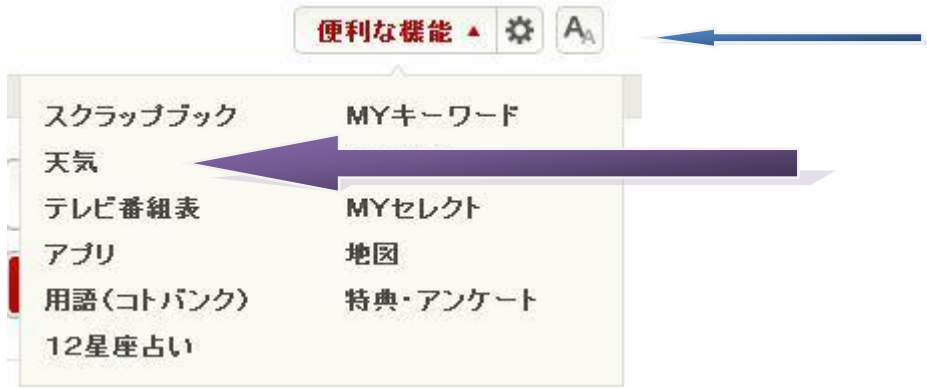 便利な機能 ▲ AA
スクラップブック
天気
テレビ番組表
アプリ
用語(コトバンク)
12星座占い
MYキーワード
MYセレクト
地図
特典・アンケート